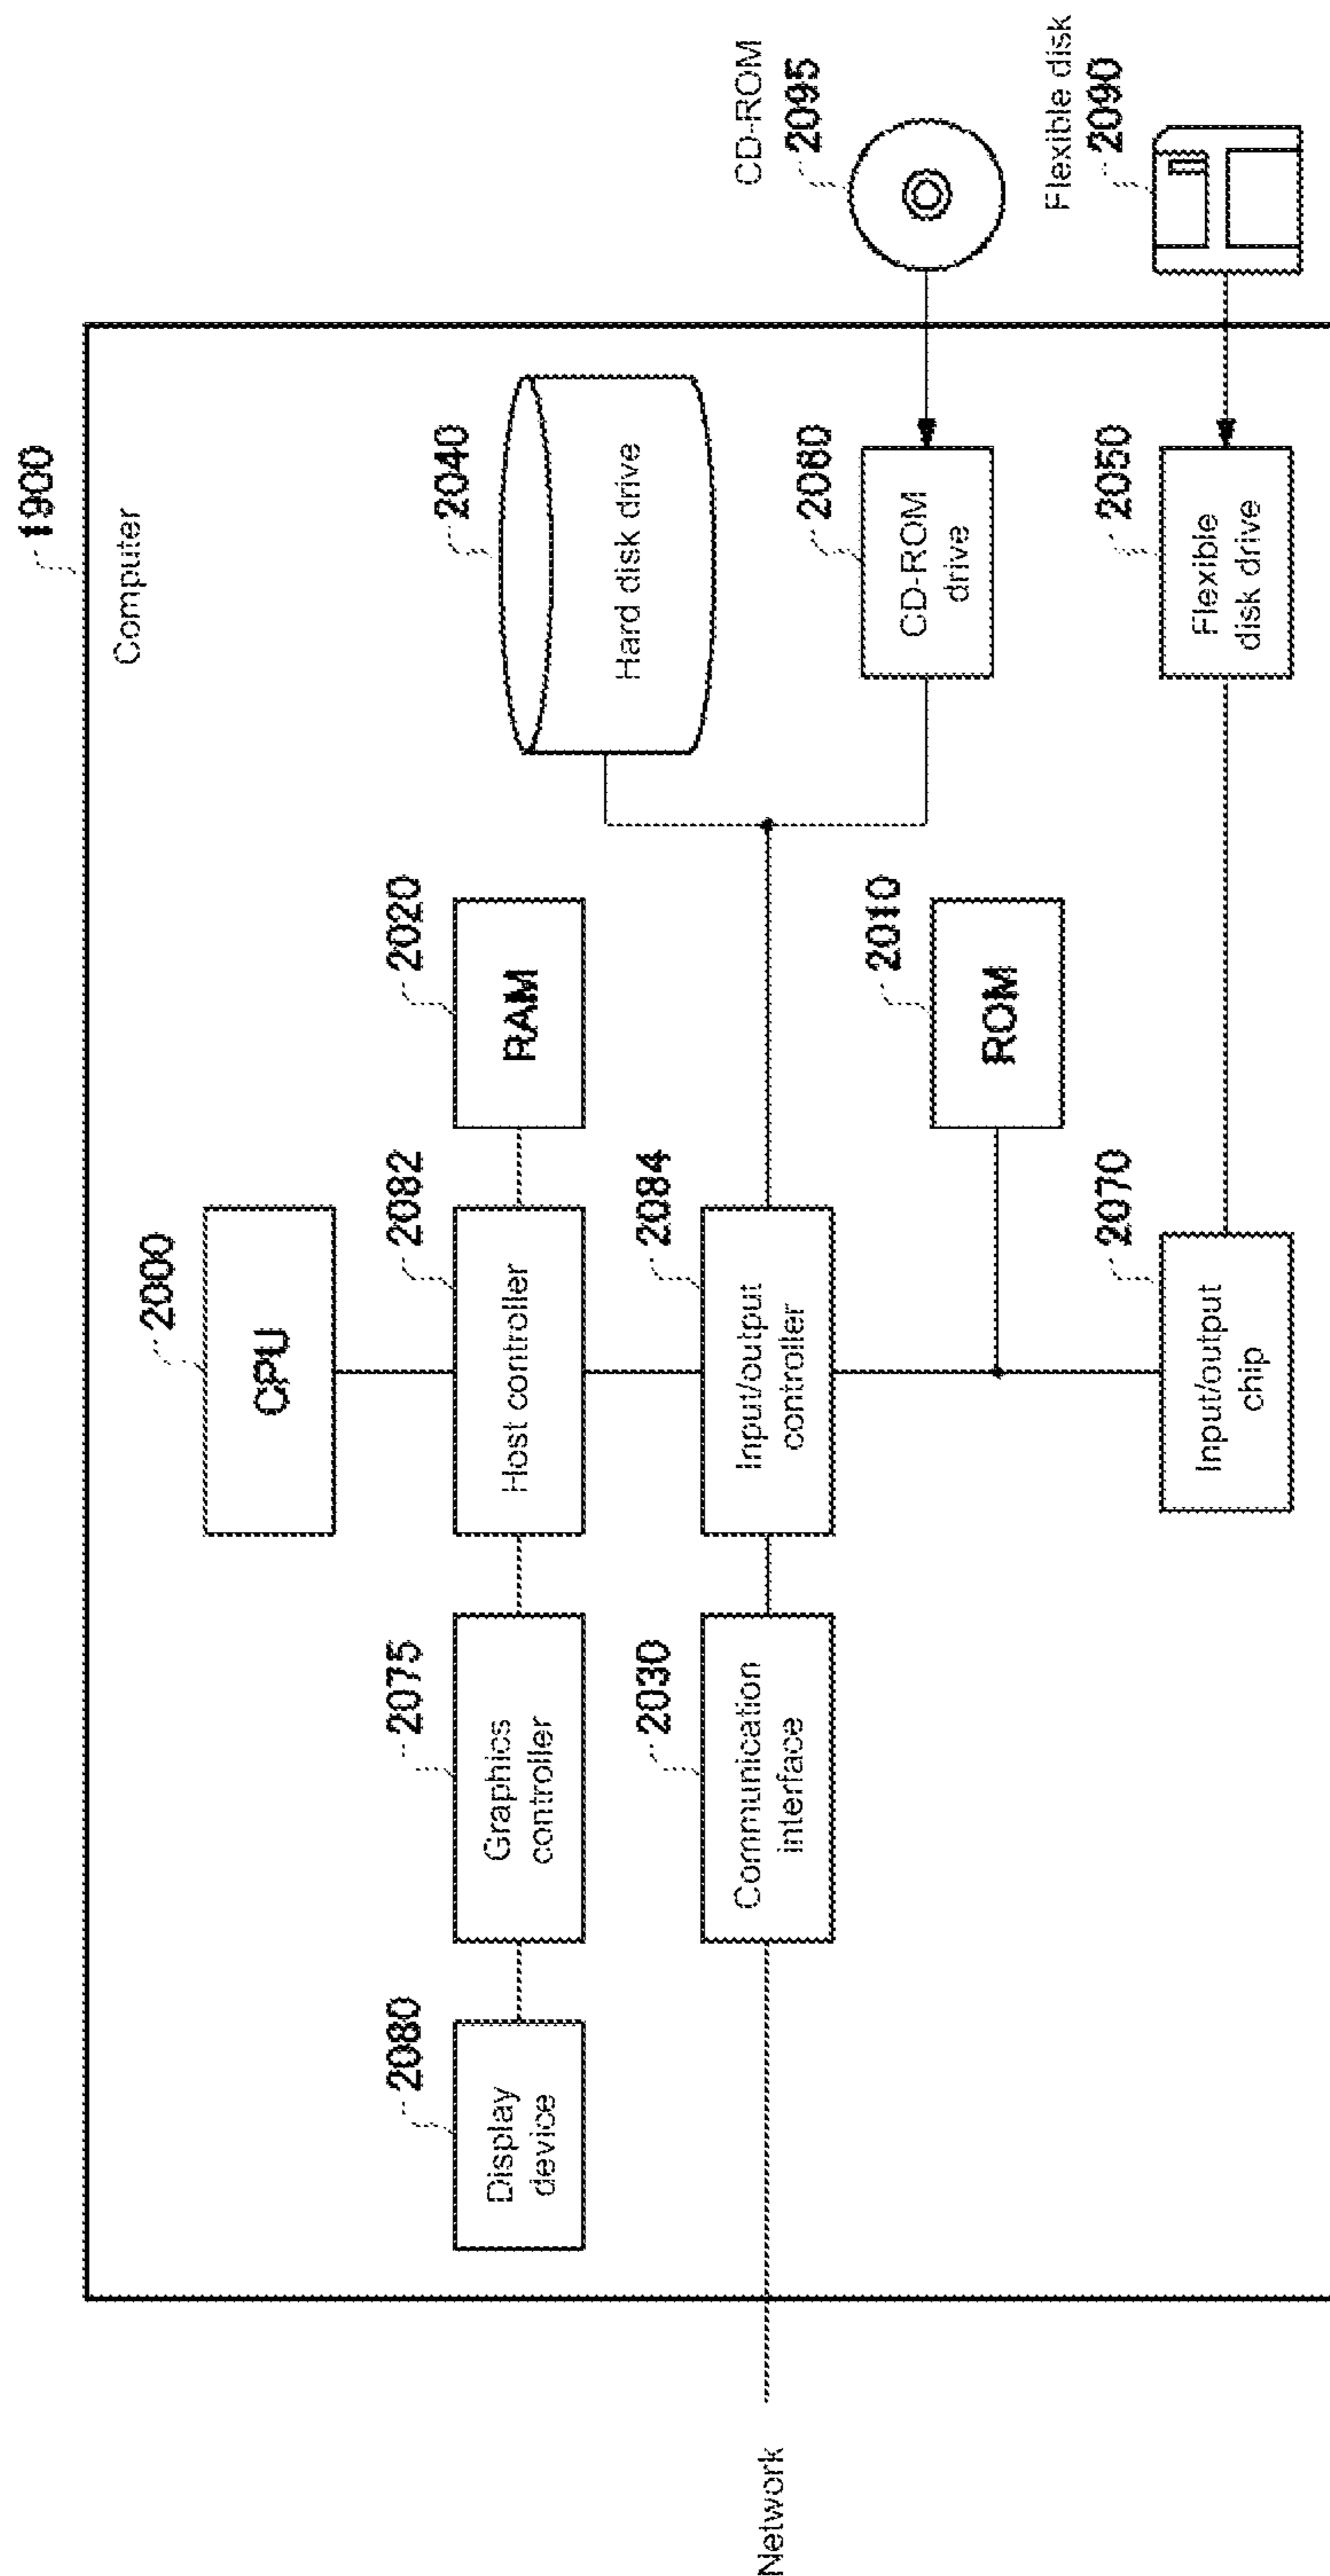 1900
Computer
2000
CPU
2080
Display
device
2075
Graphics
controller
2082
Host controller
2020
RAM
2040
Hard disk drive
Network
2030
Communication
interface
2084
Input/output
controller
2060
CD-ROM
drive
CD-ROM
2095
2010
ROM
2070
Input/output
chip
2050
Flexible
disk drive
Flexible disk
2090